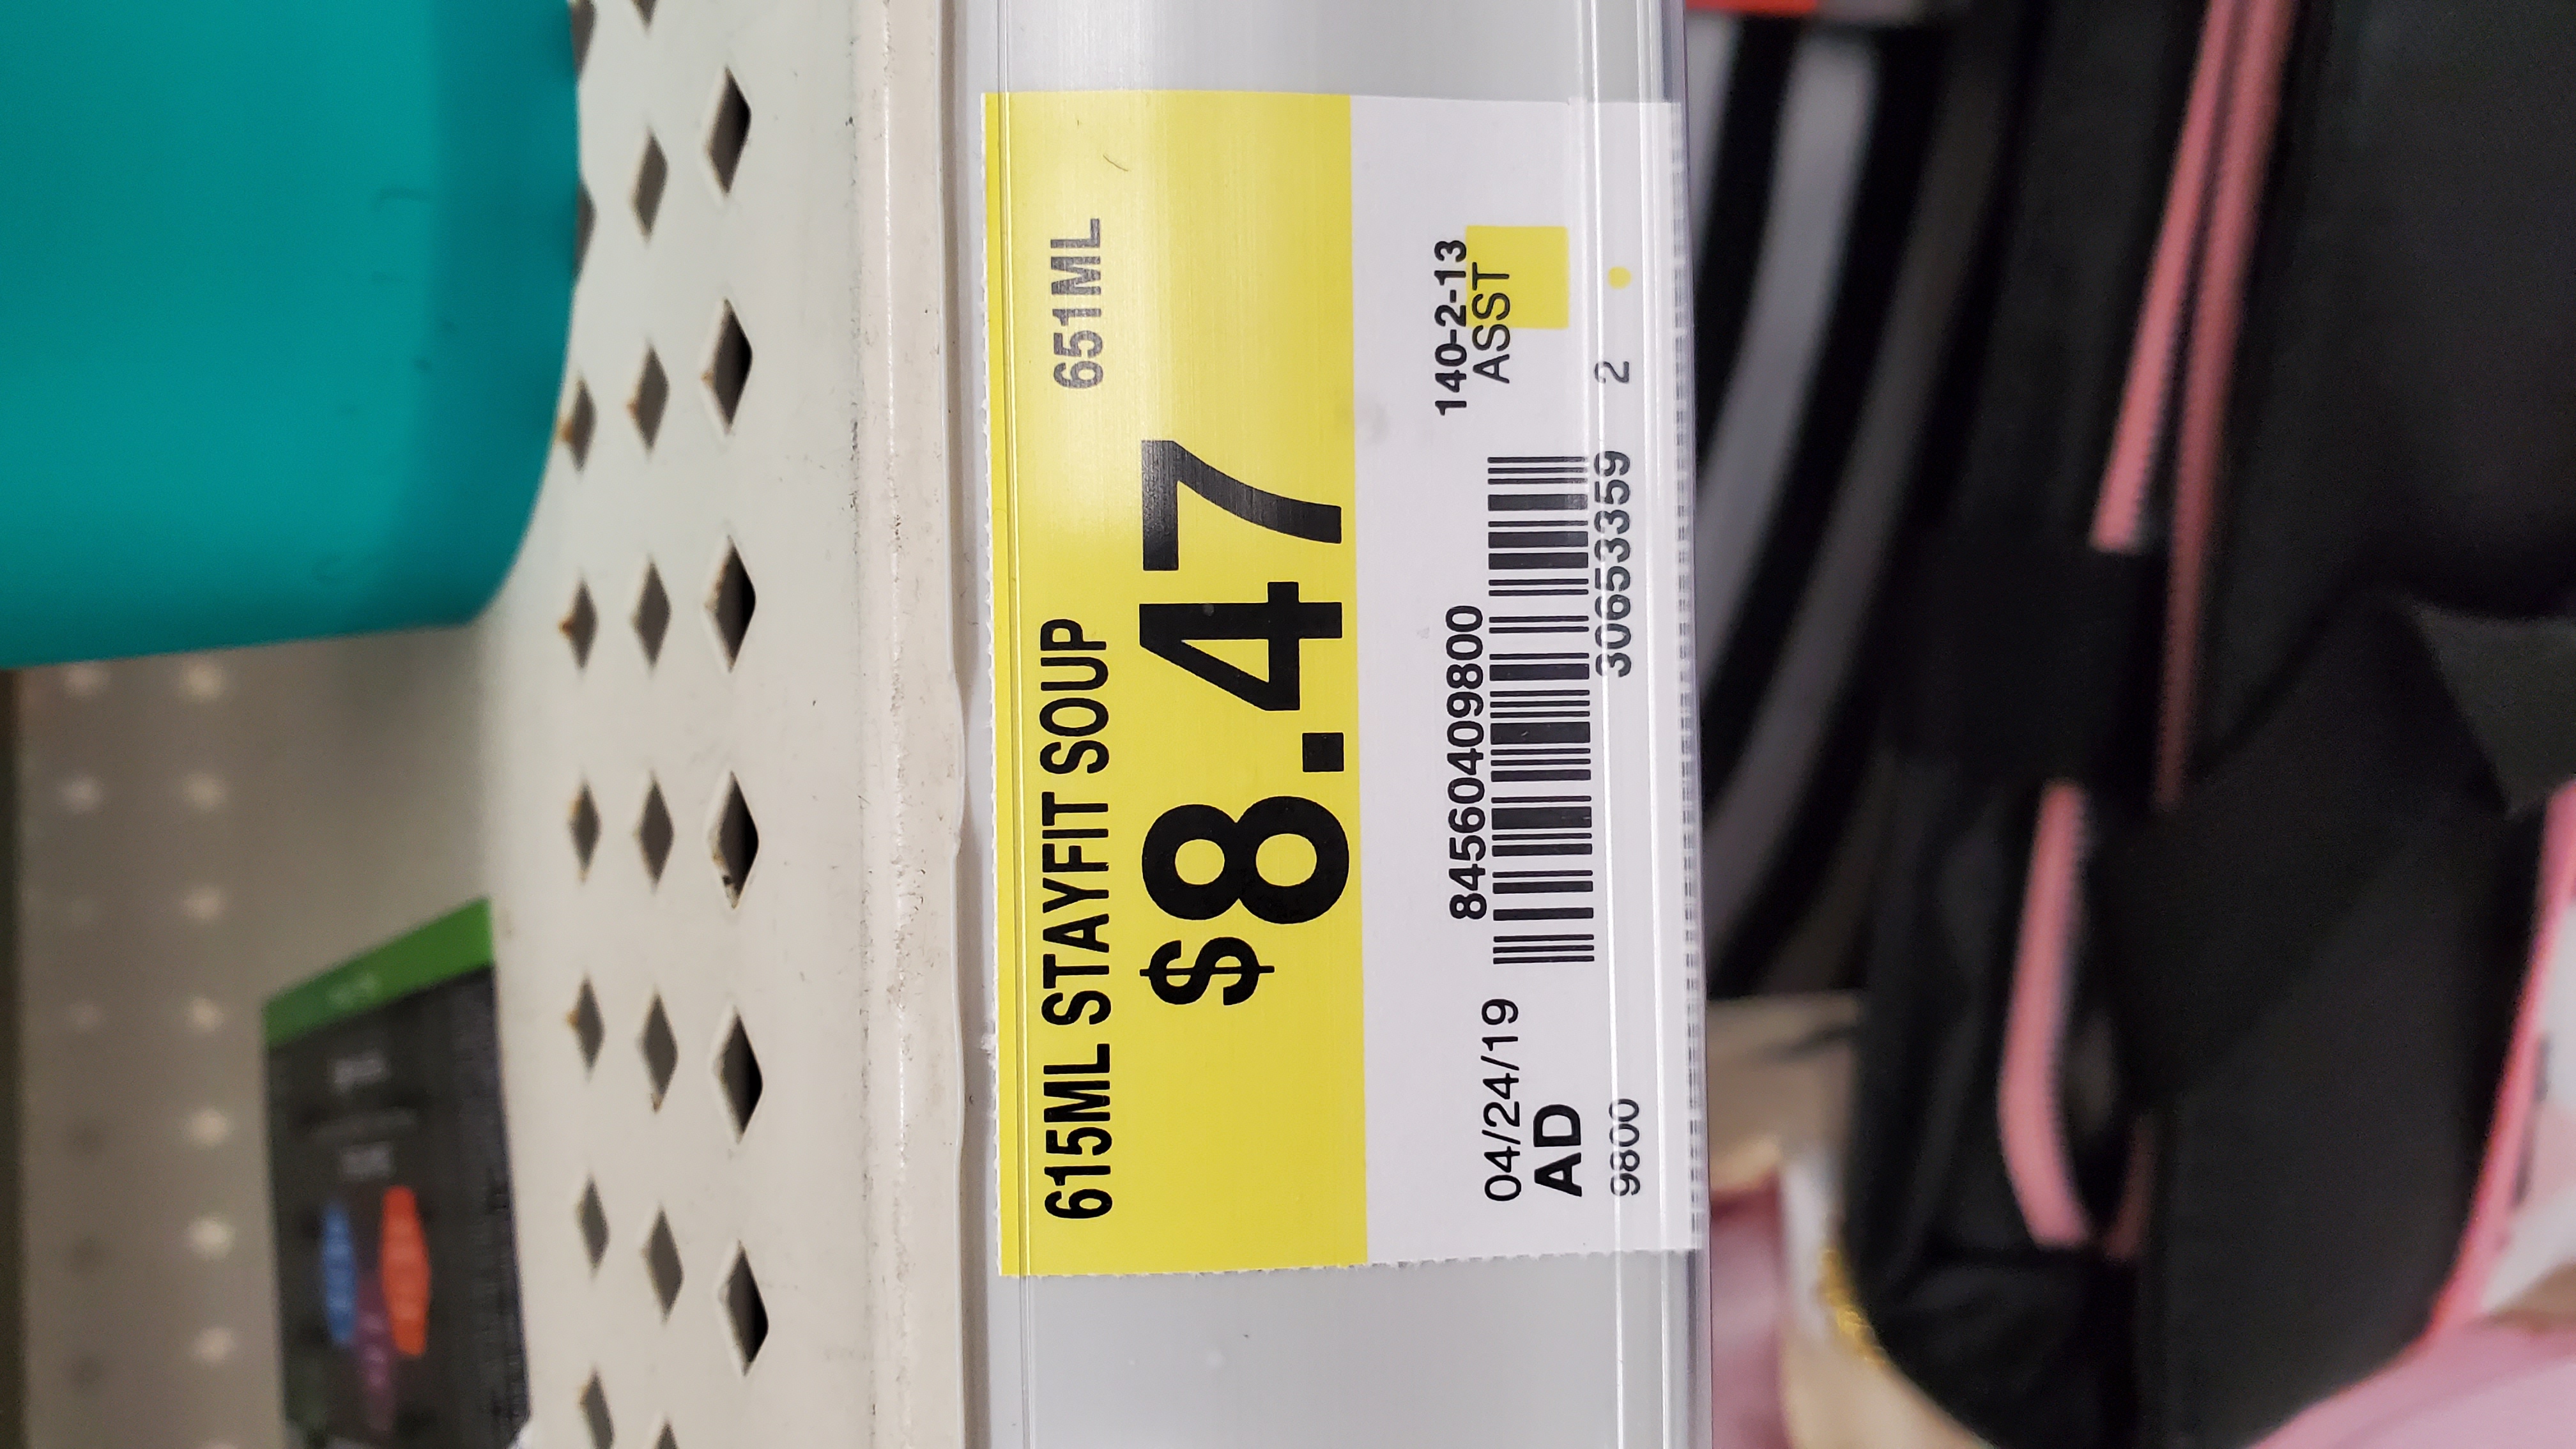 615ML STAYFIT SOUP 651ML
$8.47
84560409800 140-2-13
04/24/19 ASST
AD
9800 30653359 2